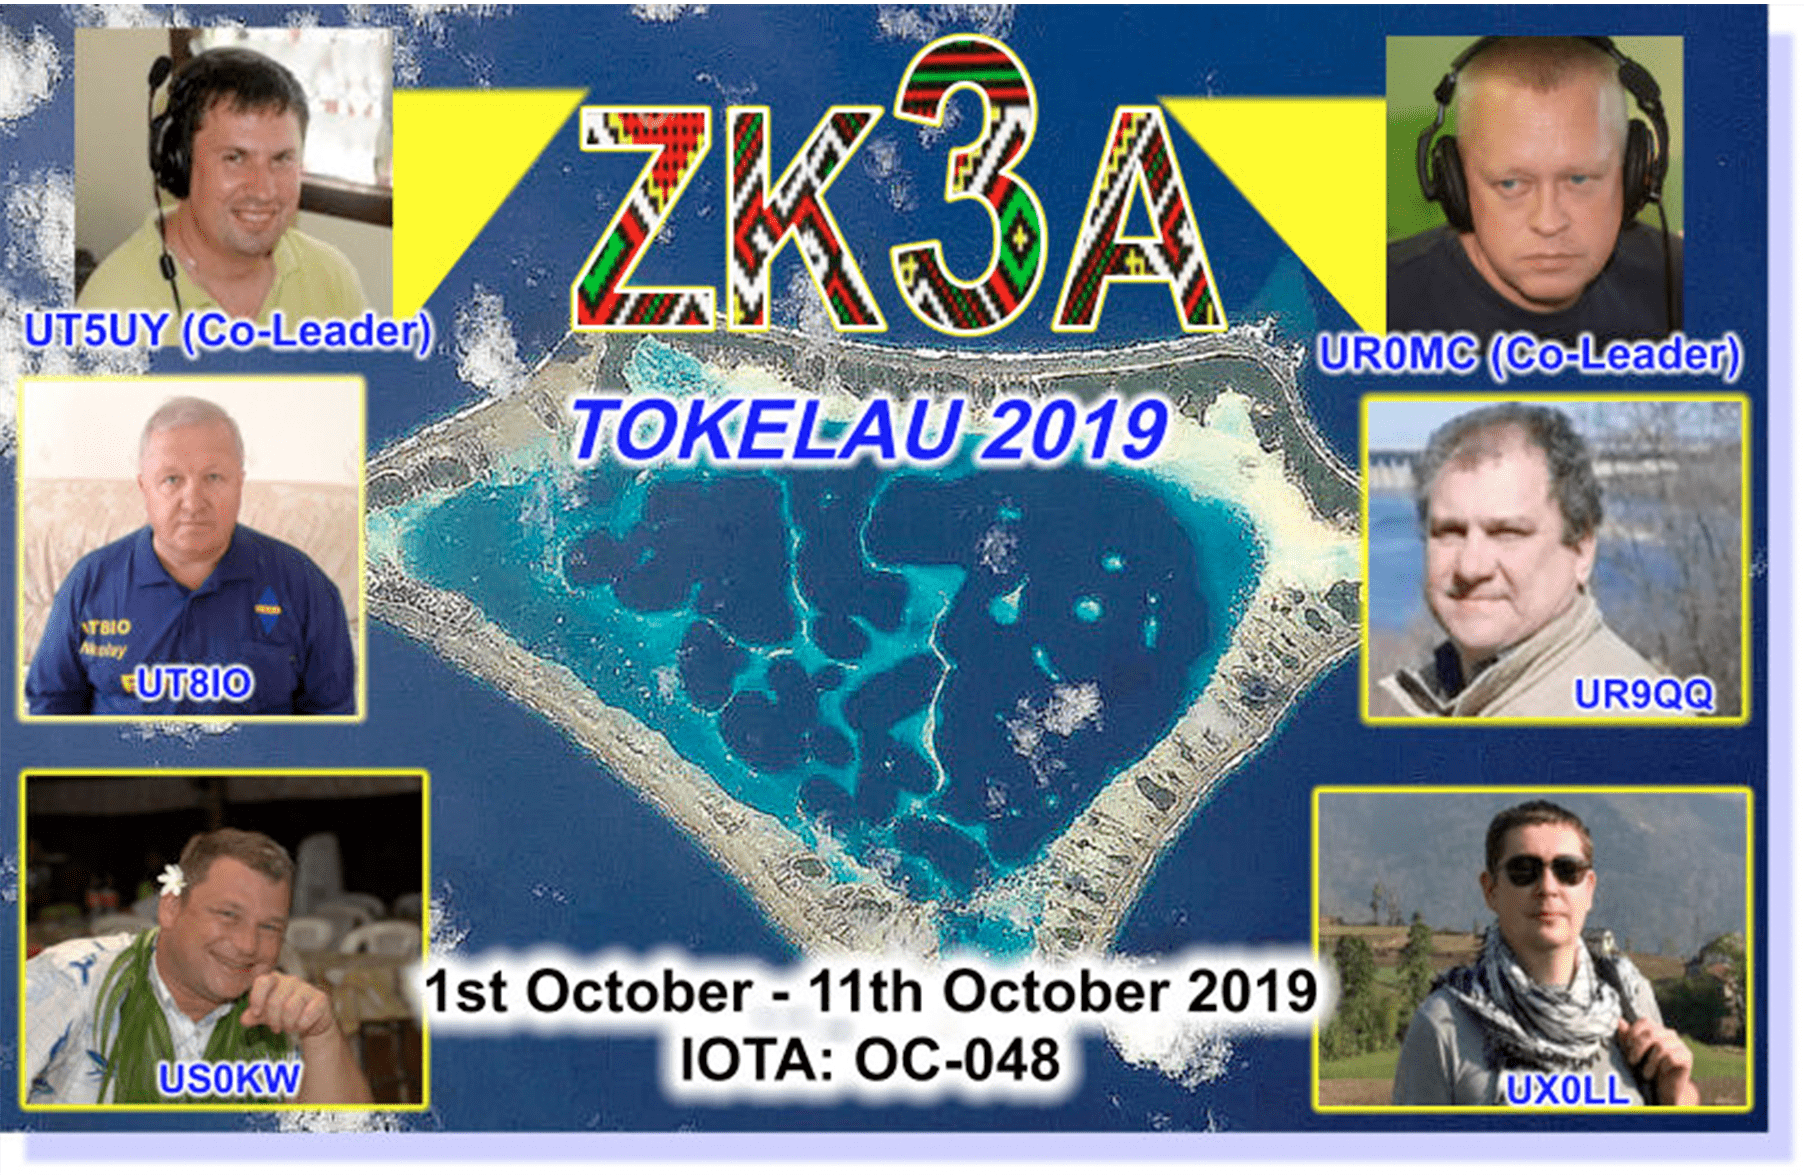 ZK3A
UT5UY (Co-Leader)
UR0MC (Co-Leader)
TOKELAU 2019
UT8IO
UT8IO
UR9QQ
1st October - 11th October 2019
IOTA: OC-048
US0KW
UX0LL